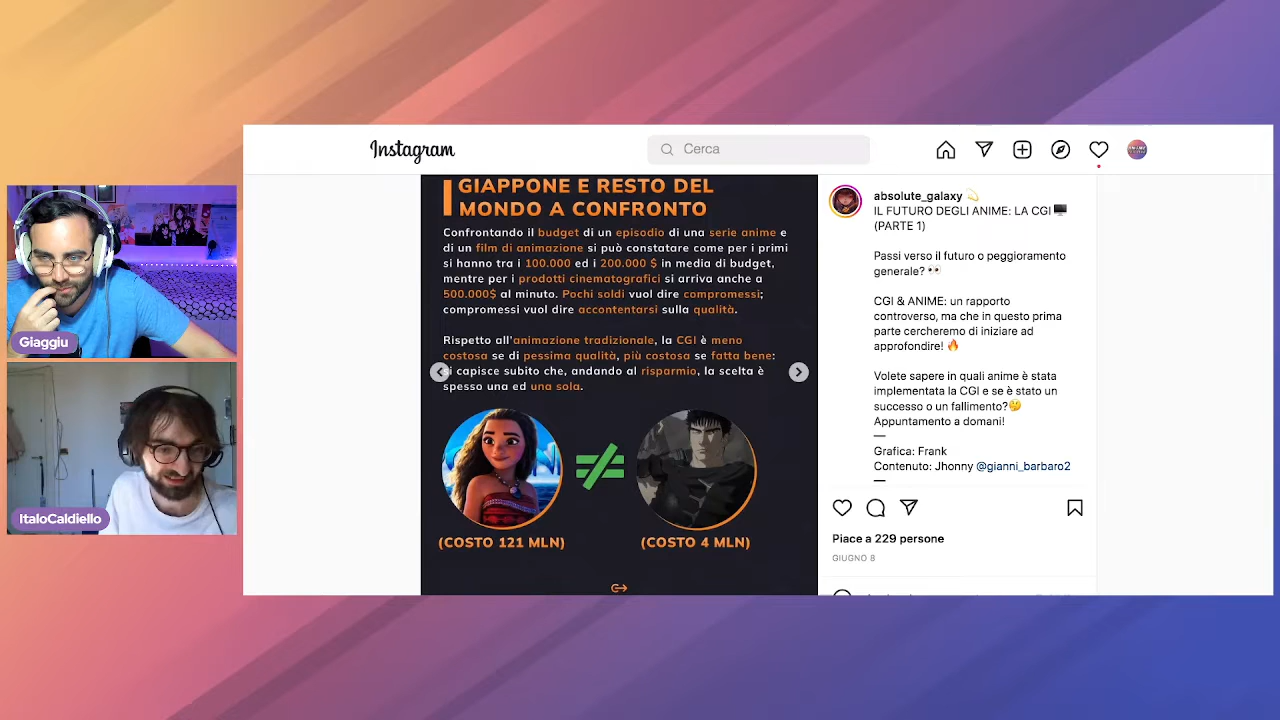 Instagram
Cerca
GIAPPONE E RESTO DEL
MONDO A CONFRONTO
Confrontando il budget di un episodio di una serie anime e
di un film di animazione si può constatare come per i primi
si hanno tra i 100.000 ed i 200.000 $ in media di budget,
mentre per i prodotti cinematografici si arriva anche a
500.000$ al minuto. Pochi soldi vuol dire compromessi;
compromessi vuol dire accontentarsi sulla qualità.
Rispetto all'animazione tradizionale, la CGI è meno
costosa se di pessima qualità, più costosa se fatta bene:
i capisce subito che, andando al risparmio, la scelta è
spesso una ed una sola.
(COSTO 121 MLN)
(COSTO 4 MLN)
absolute_galaxy 💫
IL FUTURO DEGLI ANIME: LA CGI🖥️
(PARTE 1)
Passi verso il futuro o peggioramento
generale? 👀
CGI & ANIME: un rapporto
controverso, ma che in questo prima
parte cercheremo di iniziare ad
approfondire! 🔥
Volete sapere in quali anime è stata
implementata la CGI e se è stato un
successo o un fallimento?🤔
Appuntamento a domani!
—
Grafica: Frank
Contenuto: Jhonny @gianni_barbaro2
—
Piace a 229 persone
GIUGNO 8
Giaggiu
ItaloCaldiello